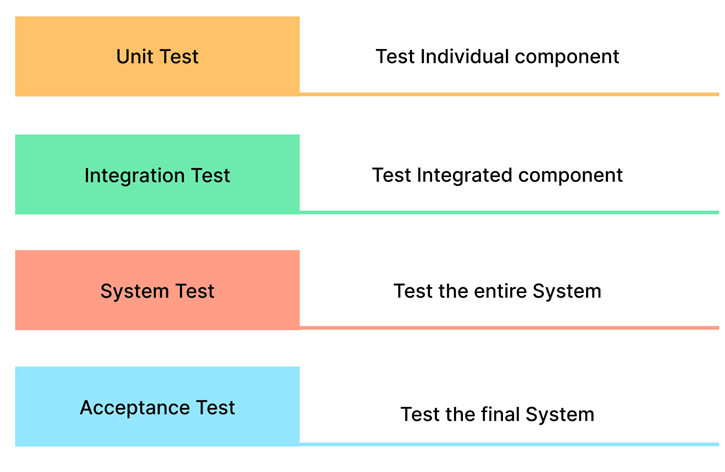 Unit Test
Test Individual component
Integration Test
Test Integrated component
System Test
Test the entire System
Acceptance Test
Test the final System